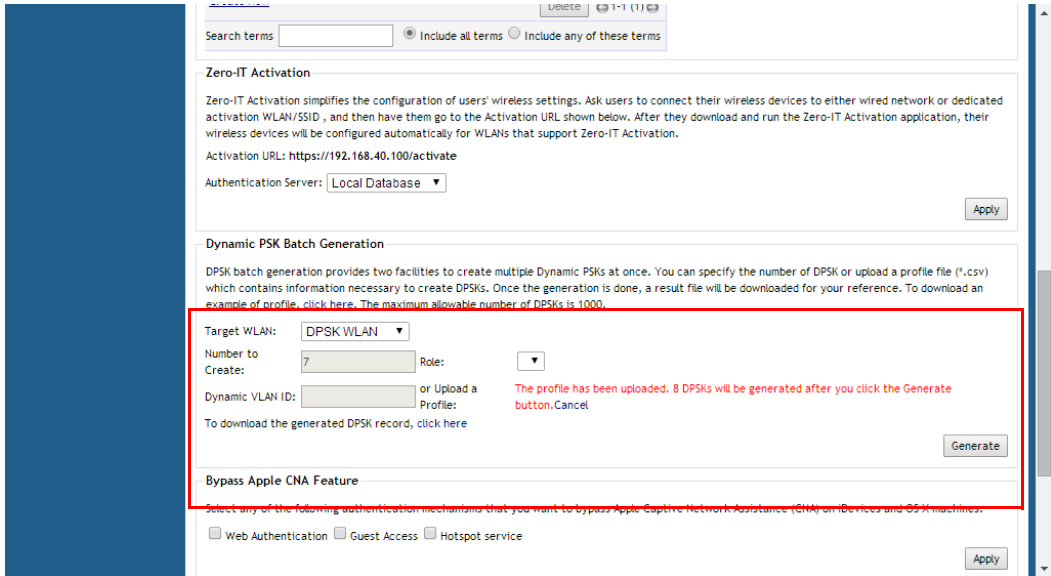 Create New
Delete 1-1 (1)
Search terms Include all terms Include any of these terms
Zero-IT Activation
Zero-IT Activation simplifies the configuration of users' wireless settings. Ask users to connect their wireless devices to either wired network or dedicated
activation WLAN/SSID , and then have them go to the Activation URL shown below. After they download and run the Zero-IT Activation application, their
wireless devices will be configured automatically for WLANs that support Zero-IT Activation.
Activation URL: https://192.168.40.100/activate
Authentication Server: Local Database
Apply
Dynamic PSK Batch Generation
DPSK batch generation provides two facilities to create multiple Dynamic PSKs at once. You can specify the number of DPSK or upload a profile file (*.csv)
which contains information necessary to create DPSKs. Once the generation is done, a result file will be downloaded for your reference. To download an
example of profile, click here. The maximum allowable number of DPSKs is 1000.
Target WLAN: DPSK WLAN
Number to
Create: 7 Role:
Dynamic VLAN ID: or Upload a
Profile:
The profile has been uploaded. 8 DPSKs will be generated after you click the Generate
button.Cancel
To download the generated DPSK record, click here
Generate
Bypass Apple CNA Feature
Select any of the following authentication mechanisms that you want to bypass Apple Captive Network Assistance (CNA) on iDevices and OS X machines.
Web Authentication Guest Access Hotspot service
Apply